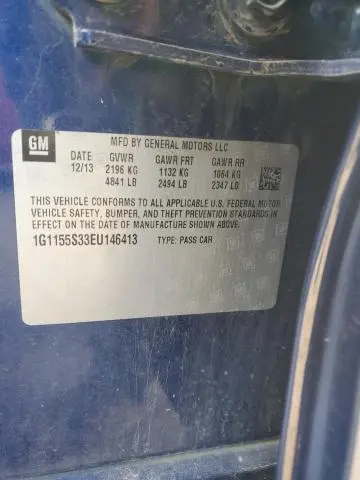 GM
MFD BY GENERAL MOTORS LLC
DATE GVWR GAWR FRT GAWR RR
12/13 2196 KG 1132 KG 1064 KG
4841 LB 2494 LB 2347 LB
THIS VEHICLE CONFORMS TO ALL APPLICABLE U.S. FEDERAL MOTOR
VEHICLE SAFETY, BUMPER, AND THEFT PREVENTION STANDARDS IN
EFFECT ON THE DATE OF MANUFACTURE SHOWN ABOVE.
1G1155S33EU146413 TYPE: PASS CAR